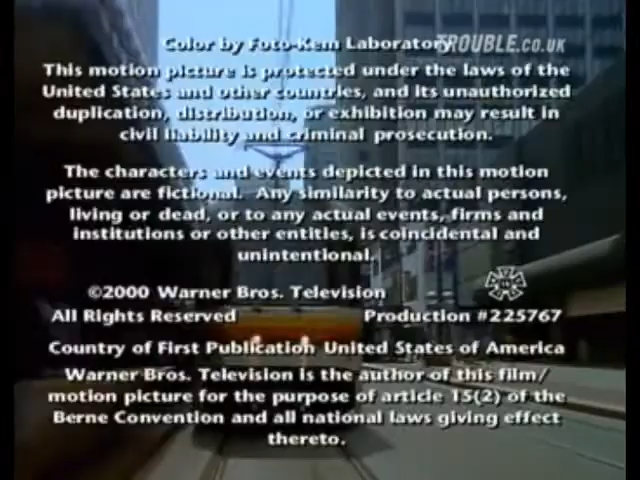 TROUBLE.co.uk
Color by Foto-Kem Laboratory
This motion picture is protected under the laws of the
United States and other countries, and its unauthorized
duplication, distribution, or exhibition may result in
civil liability and criminal prosecution.
The characters and events depicted in this motion
picture are fictional. Any similarity to actual persons,
living or dead, or to any actual events, firms and
institutions or other entities, is coincidental and
unintentional.
©2000 Warner Bros. Television
All Rights Reserved Production #225767
Country of First Publication United States of America
Warner Bros. Television is the author of this film/
motion picture for the purpose of article 15(2) of the
Berne Convention and all national laws giving effect
thereto.